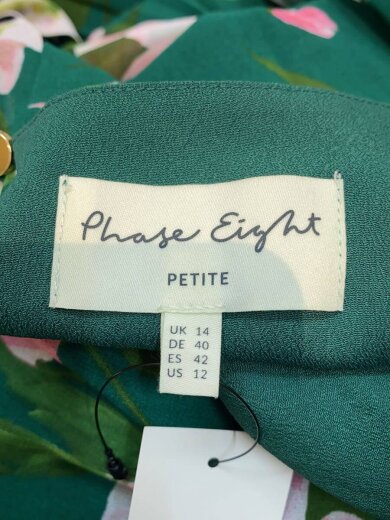 Phase Eight
PETITE
UK 14
DE 40
ES 42
US 12